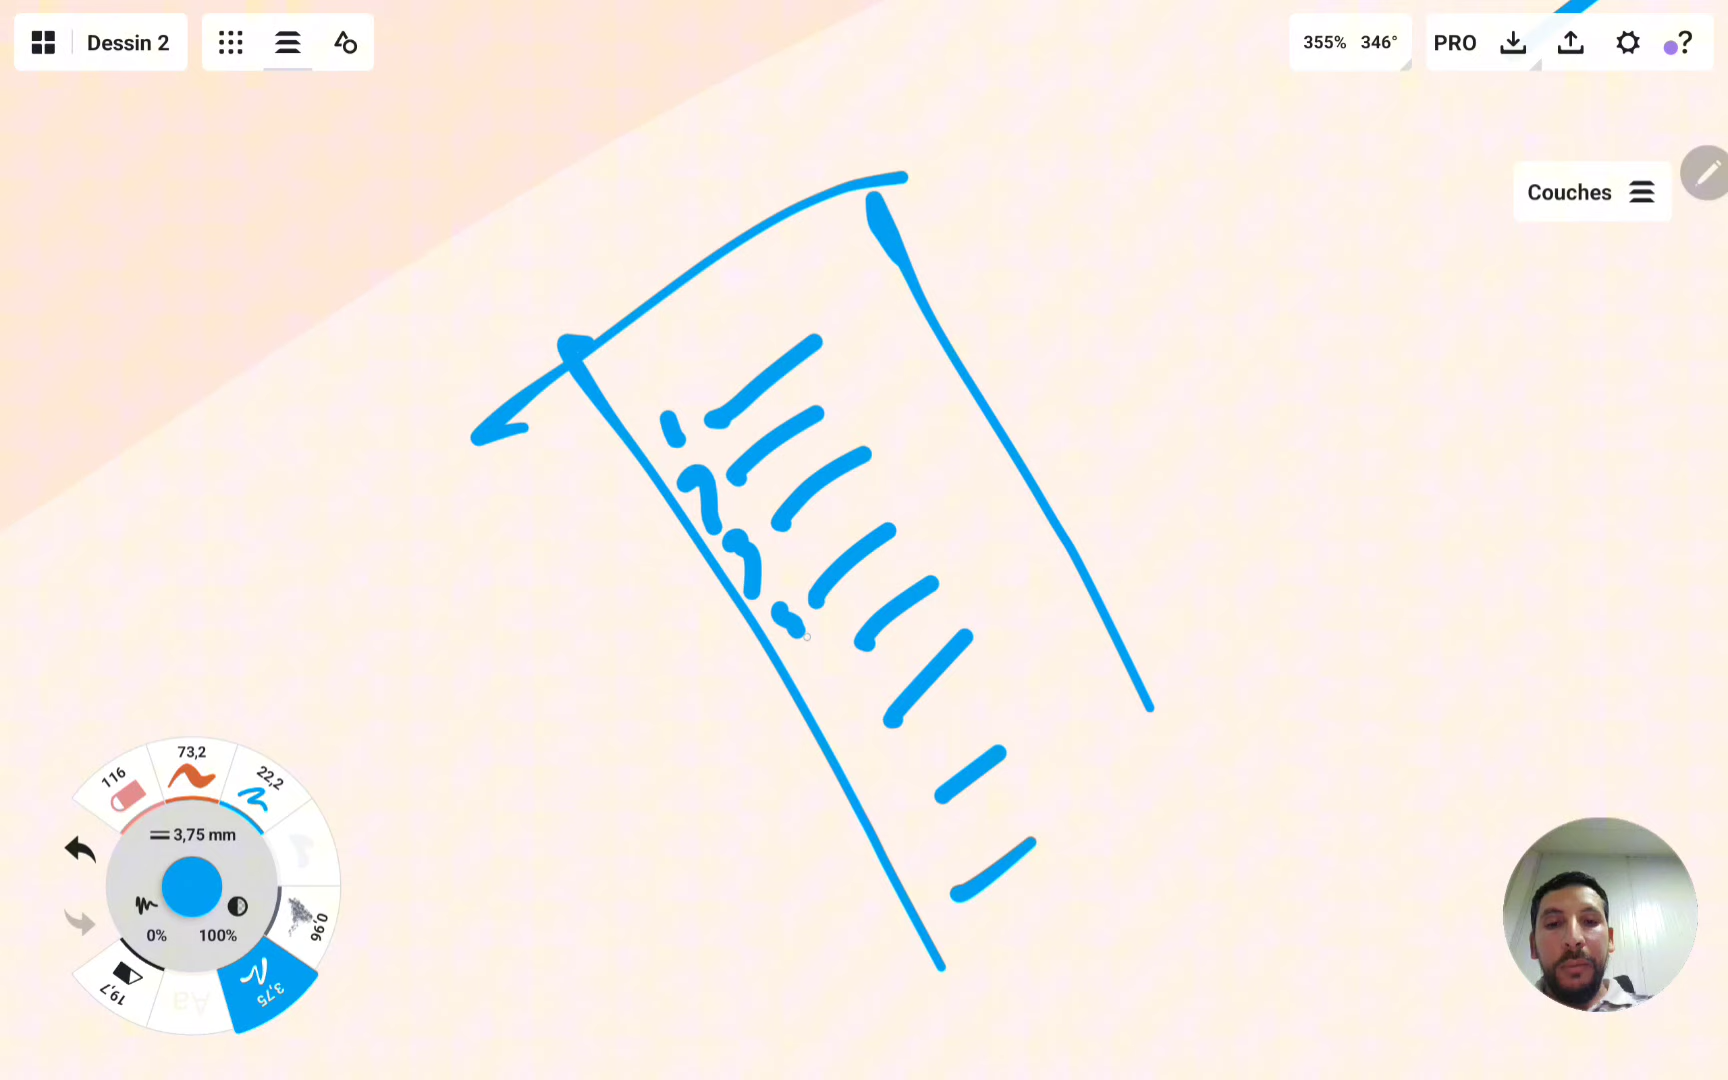 Dessin 2
355% 346°
PRO
?
Couches
116
73,2
22,2
3,75 mm
0%
100%
0,96
19,7
Aa
3,75